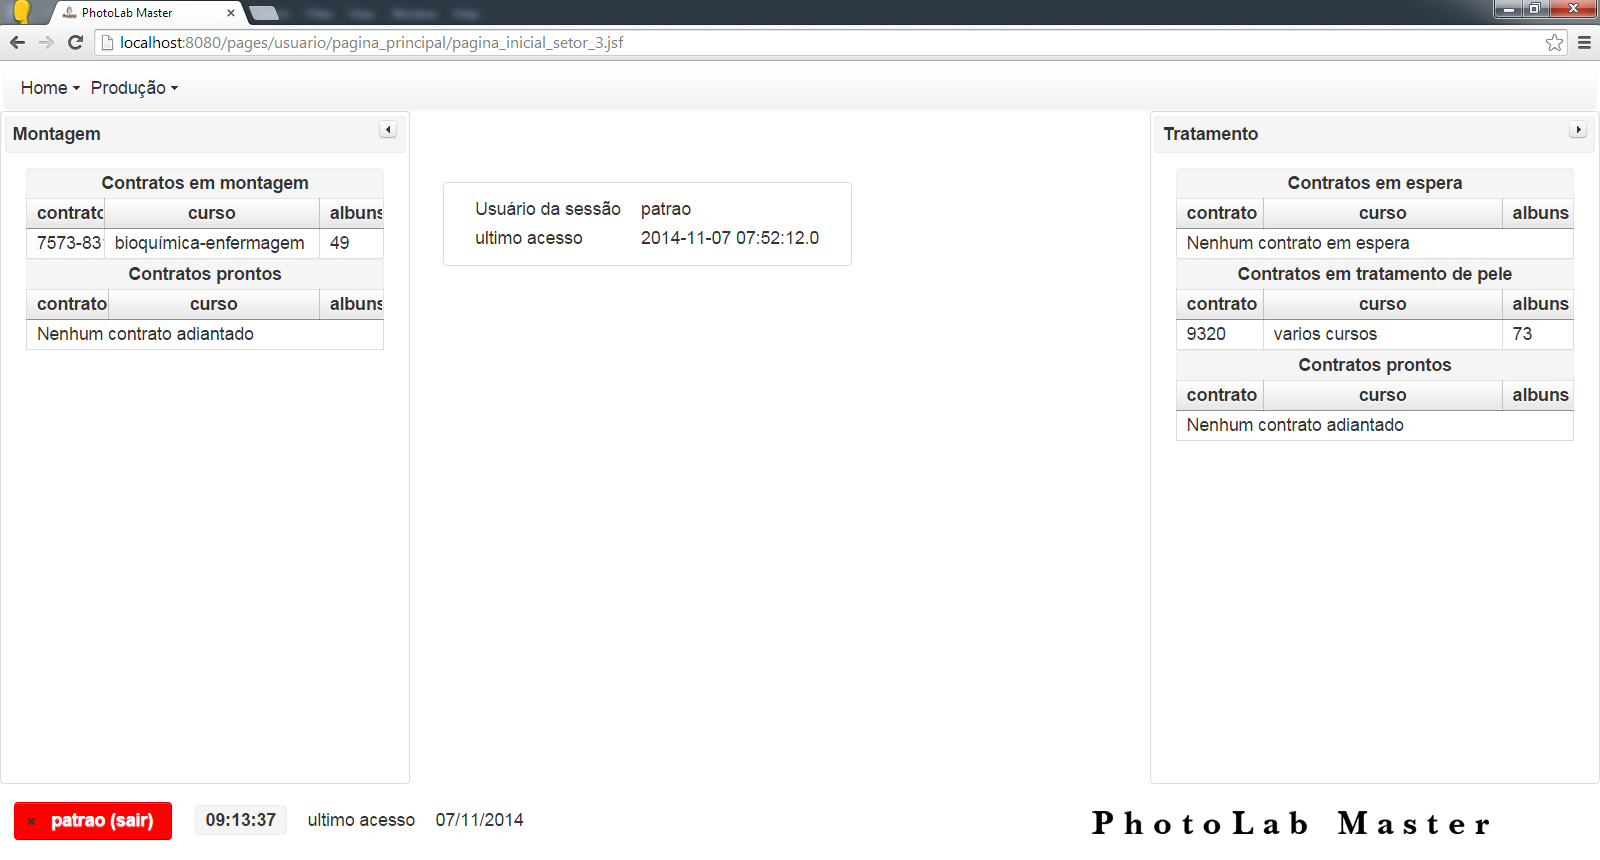 PhotoLab Master
localhost:8080/pages/usuario/pagina_principal/pagina_inicial_setor_3.jsf
Home Produção
Montagem
Contratos em montagem
contrato curso albuns
7573-83 bioquímica-enfermagem 49
Contratos prontos
contrato curso albuns
Nenhum contrato adiantado
Usuário da sessão patrao
ultimo acesso 2014-11-07 07:52:12.0
Tratamento
Contratos em espera
contrato curso albuns
Nenhum contrato em espera
Contratos em tratamento de pele
contrato curso albuns
9320 varios cursos 73
Contratos prontos
contrato curso albuns
Nenhum contrato adiantado
patrao (sair) 09:13:37 ultimo acesso 07/11/2014
PhotoLab Master